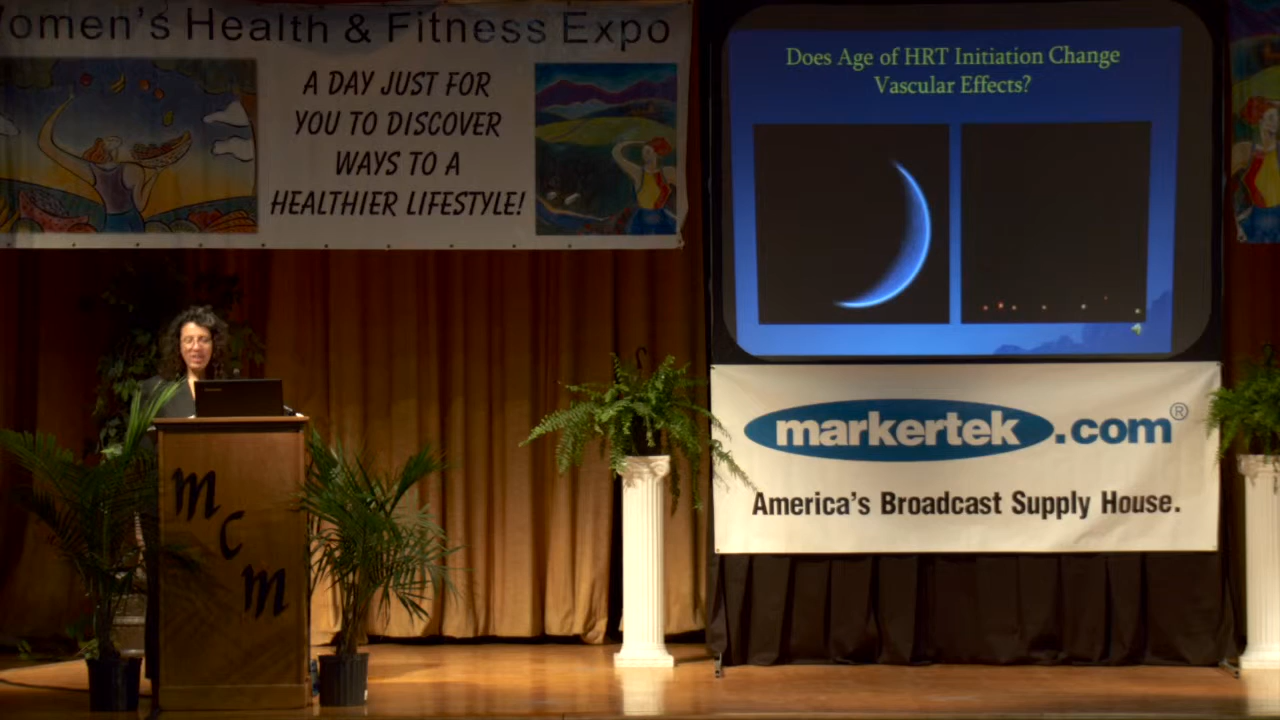 omen's Health & Fitness Expo
A DAY JUST FOR
YOU TO DISCOVER
WAYS TO A
HEALTHIER LIFESTYLE!
Does Age of HRT Initiation Change
Vascular Effects?
markertek.com®
America's Broadcast Supply House.
m
c
m